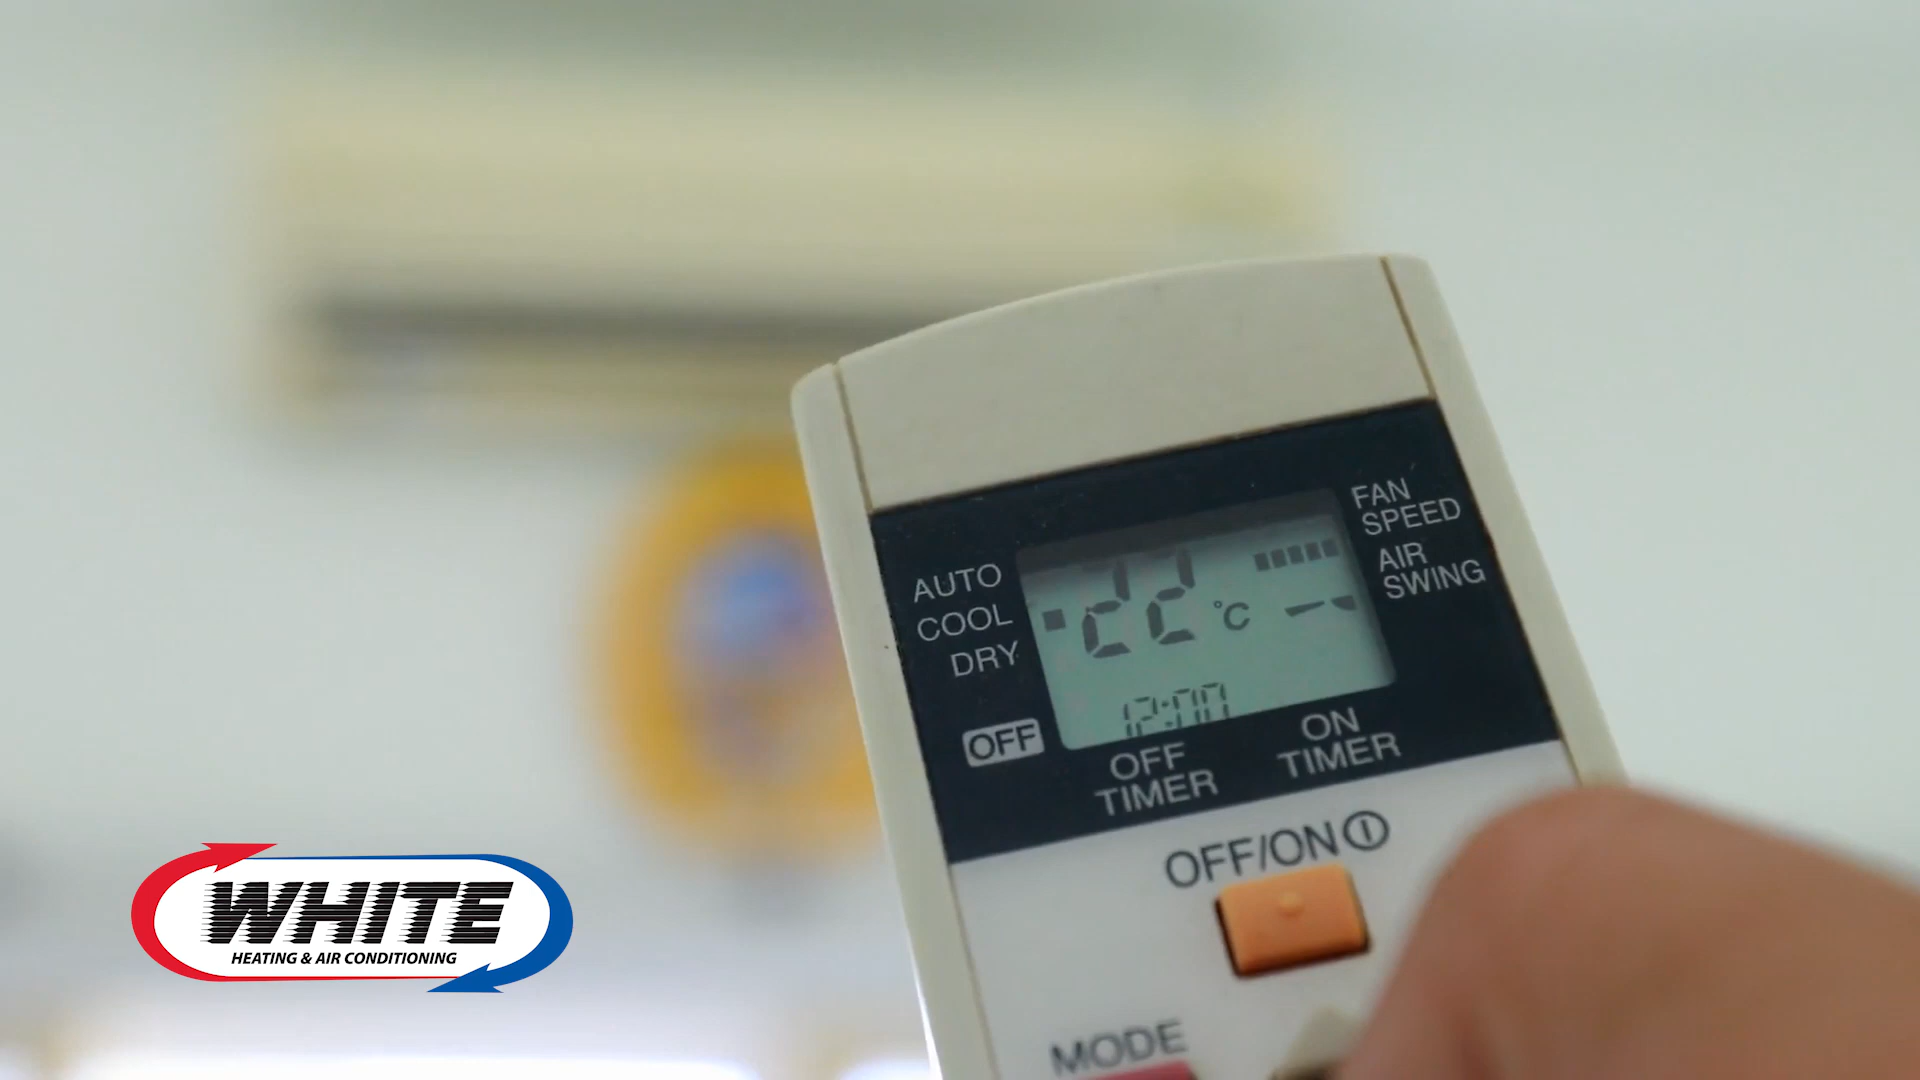 AUTO
COOL
DRY
OFF
22 °C
12:00
FAN
SPEED
AIR
SWING
OFF
TIMER
ON
TIMER
OFF/ON
MODE
WHITE
HEATING & AIR CONDITIONING